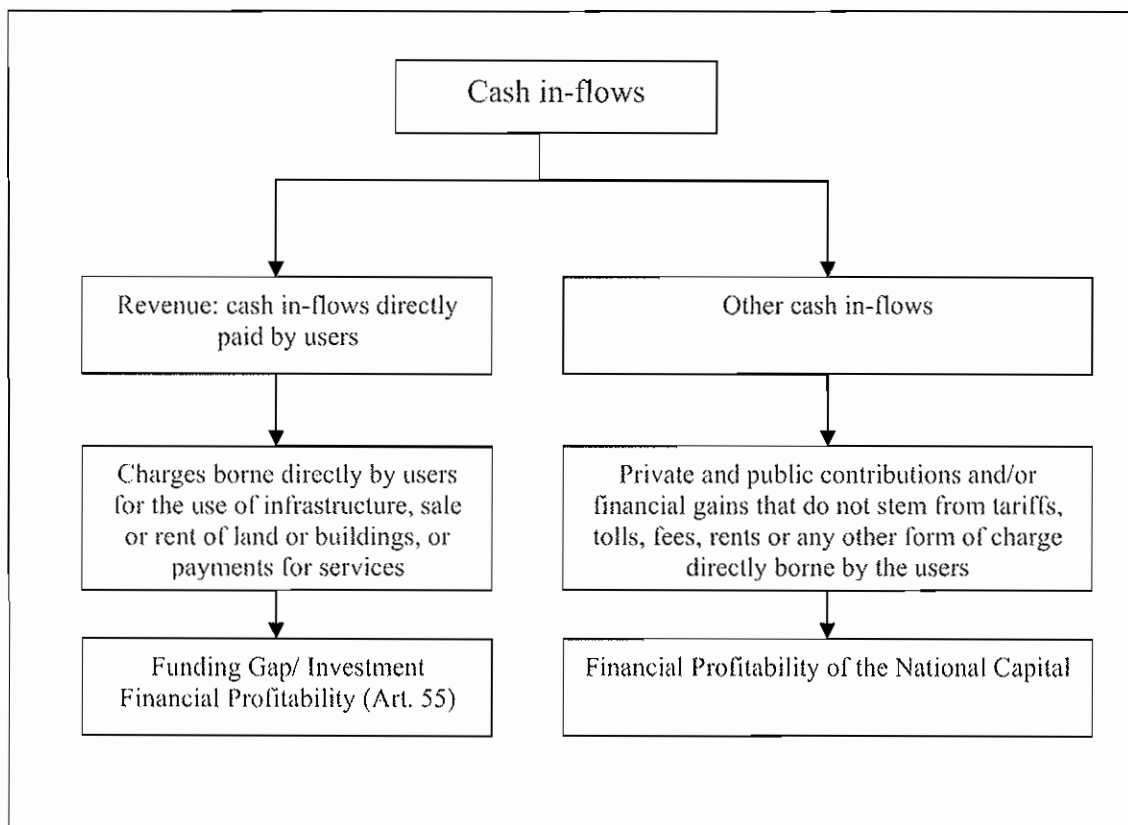 Cash in-flows
Revenue: cash in-flows directly
paid by users
Other cash in-flows
Charges borne directly by users
for the use of infrastructure, sale
or rent of land or buildings, or
payments for services
Private and public contributions and/or
financial gains that do not stem from tariffs,
tolls, fees, rents or any other form of charge
directly borne by the users
Funding Gap/ Investment
Financial Profitability (Art. 55)
Financial Profitability of the National Capital